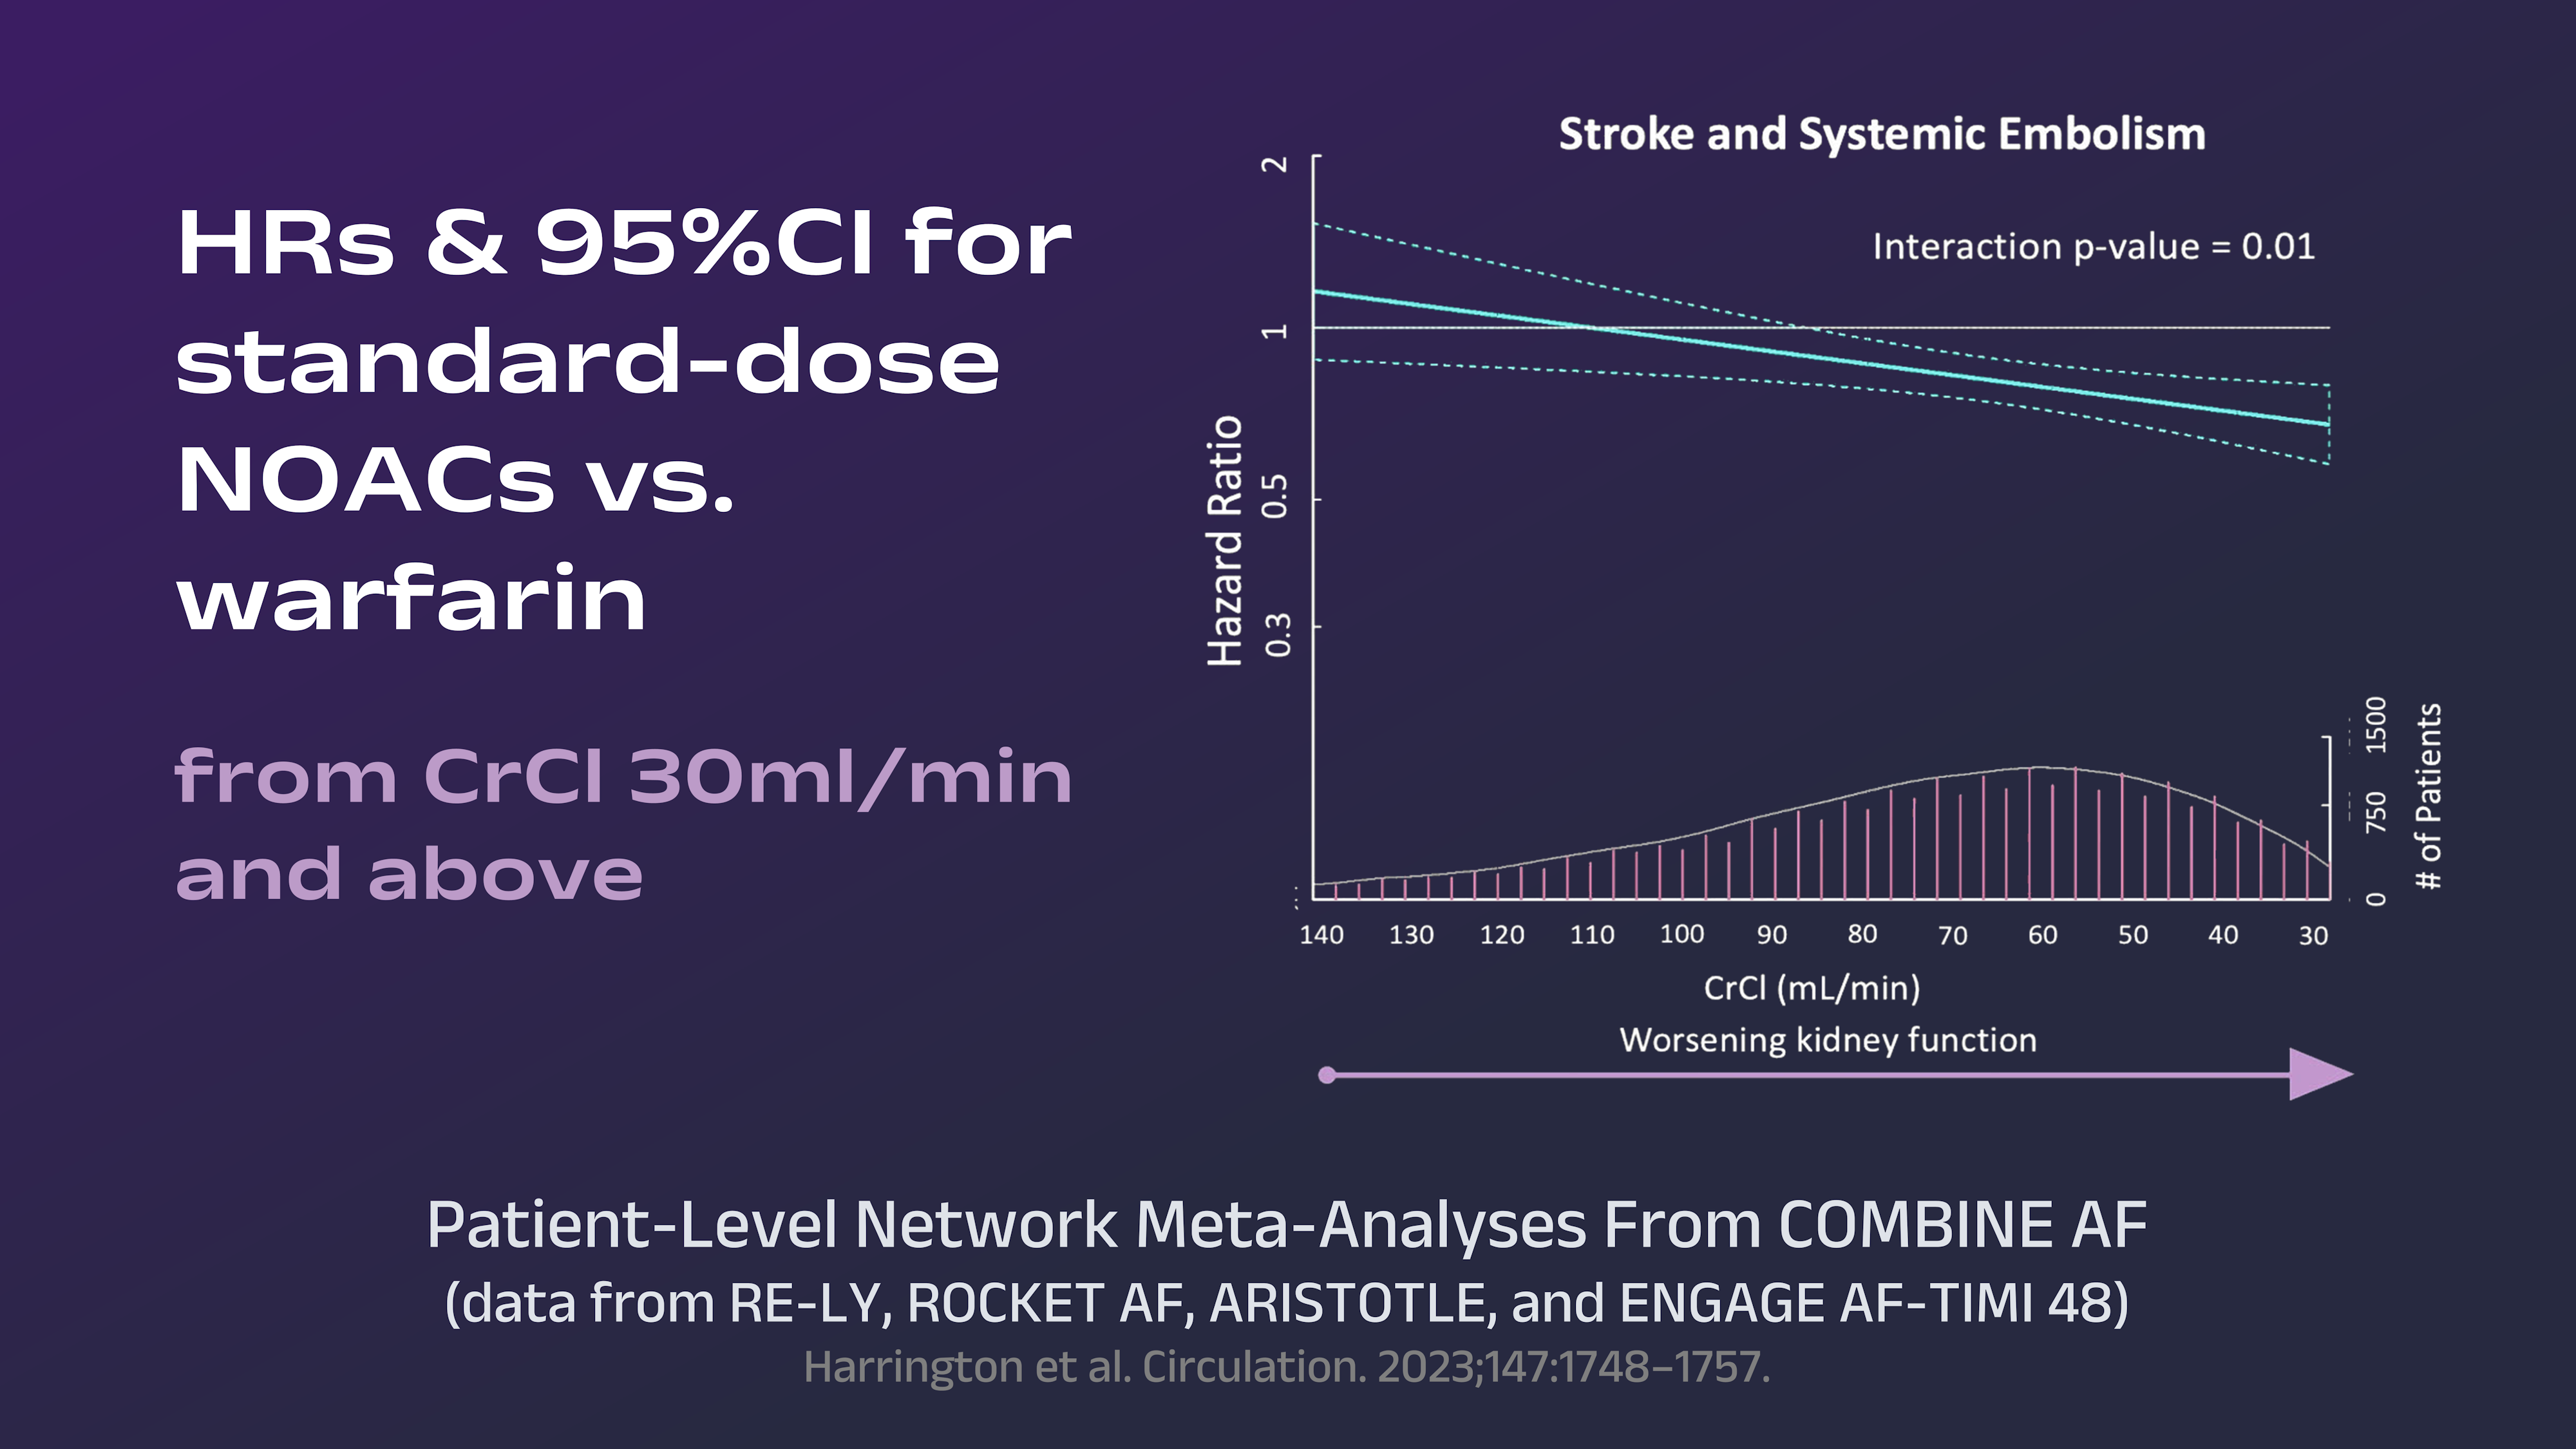 HRs & 95%CI for
standard-dose
NOACs vs.
warfarin
from CrCl 30ml/min
and above
Stroke and Systemic Embolism
Interaction p-value = 0.01
Hazard Ratio
2
1
0.5
0.3
# of Patients
1500
750
0
140 130 120 110 100 90 80 70 60 50 40 30
CrCl (mL/min)
Worsening kidney function
Patient-Level Network Meta-Analyses From COMBINE AF
(data from RE-LY, ROCKET AF, ARISTOTLE, and ENGAGE AF-TIMI 48)
Harrington et al. Circulation. 2023;147:1748–1757.